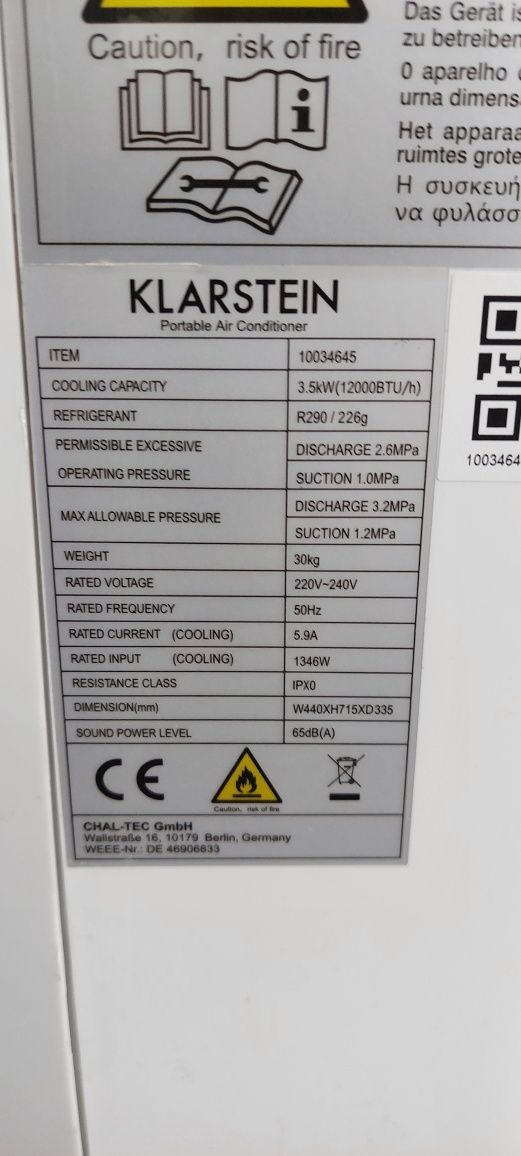 Caution, risk of fire
Das Gerät is
zu betreiben
0 aparelho
urna dimens
Het apparaa
ruimtes grote
Η συσκευή
να φυλάσσ
KLARSTEIN
Portable Air Conditioner
ITEM 10034645
COOLING CAPACITY 3.5kW(12000BTU/h)
REFRIGERANT R290 / 226g
PERMISSIBLE EXCESSIVE OPERATING PRESSURE DISCHARGE 2.6MPa
SUCTION 1.0MPa
MAX ALLOWABLE PRESSURE DISCHARGE 3.2MPa
SUCTION 1.2MPa
WEIGHT 30kg
RATED VOLTAGE 220V~240V
RATED FREQUENCY 50Hz
RATED CURRENT (COOLING) 5.9A
RATED INPUT (COOLING) 1346W
RESISTANCE CLASS IPX0
DIMENSION(mm) W440XH715XD335
SOUND POWER LEVEL 65dB(A)
CE
Caution, risk of fire
CHAL-TEC GmbH
Wallstraße 16, 10179 Berlin, Germany
WEEE-Nr.: DE 46906833
1003464